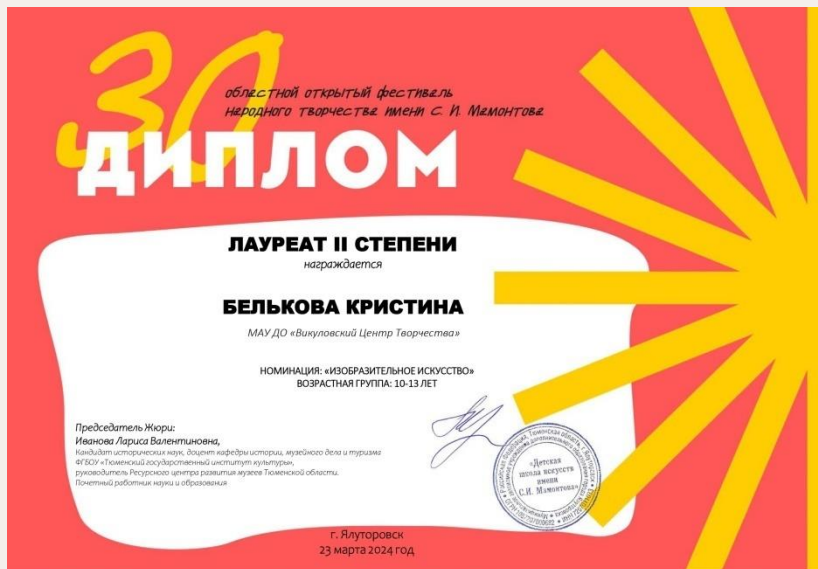 30
областной открытый фестиваль
народного творчества имени С. И. Мамонтова
ДИПЛОМ
ЛАУРЕАТ II СТЕПЕНИ
награждается
БЕЛЬКОВА КРИСТИНА
МАУ ДО «Викуловский Центр Творчества»
НОМИНАЦИЯ: «ИЗОБРАЗИТЕЛЬНОЕ ИСКУССТВО»
ВОЗРАСТНАЯ ГРУППА: 10-13 ЛЕТ
Председатель Жюри:
Иванова Лариса Валентиновна,
Кандидат исторических наук, доцент кафедры истории, музейного дела и туризма
ФГБОУ «Тюменский государственный институт культуры»,
руководитель Ресурсного центра развития музеев Тюменской области.
Почетный работник науки и образования
«Детская
школа искусств
имени
С.И. Мамонтова»
г. Ялуторовск
23 марта 2024 год